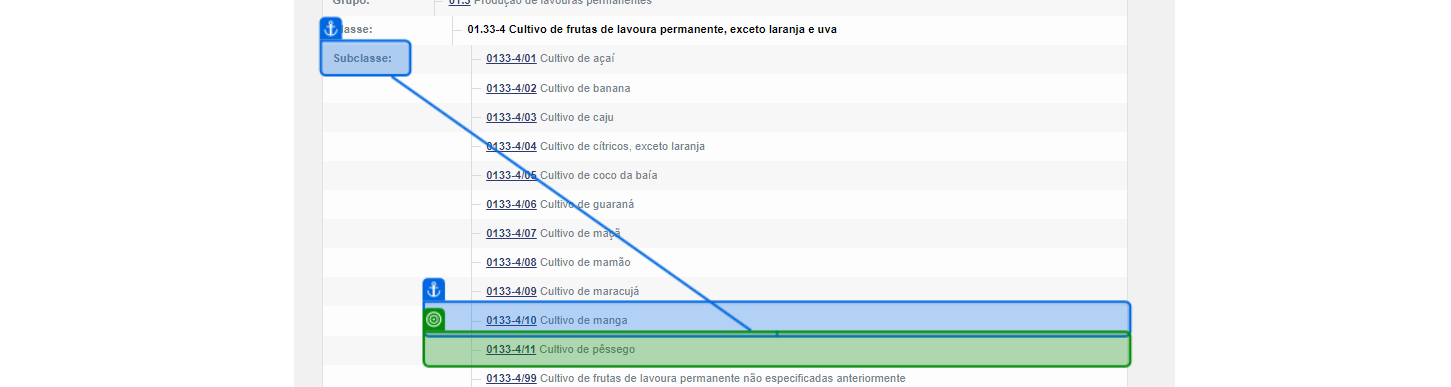 Grupo: 01.3 Produção de lavouras permanentes
lasse: 01.33-4 Cultivo de frutas de lavoura permanente, exceto laranja e uva
Subclasse: 0133-4/01 Cultivo de açaí
0133-4/02 Cultivo de banana
0133-4/03 Cultivo de caju
0133-4/04 Cultivo de cítricos, exceto laranja
0133-4/05 Cultivo de coco da baía
0133-4/06 Cultivo de guaraná
0133-4/07 Cultivo de maçã
0133-4/08 Cultivo de mamão
0133-4/09 Cultivo de maracujá
0133-4/10 Cultivo de manga
0133-4/11 Cultivo de pêssego
0133-4/99 Cultivo de frutas de lavoura permanente não especificadas anteriormente